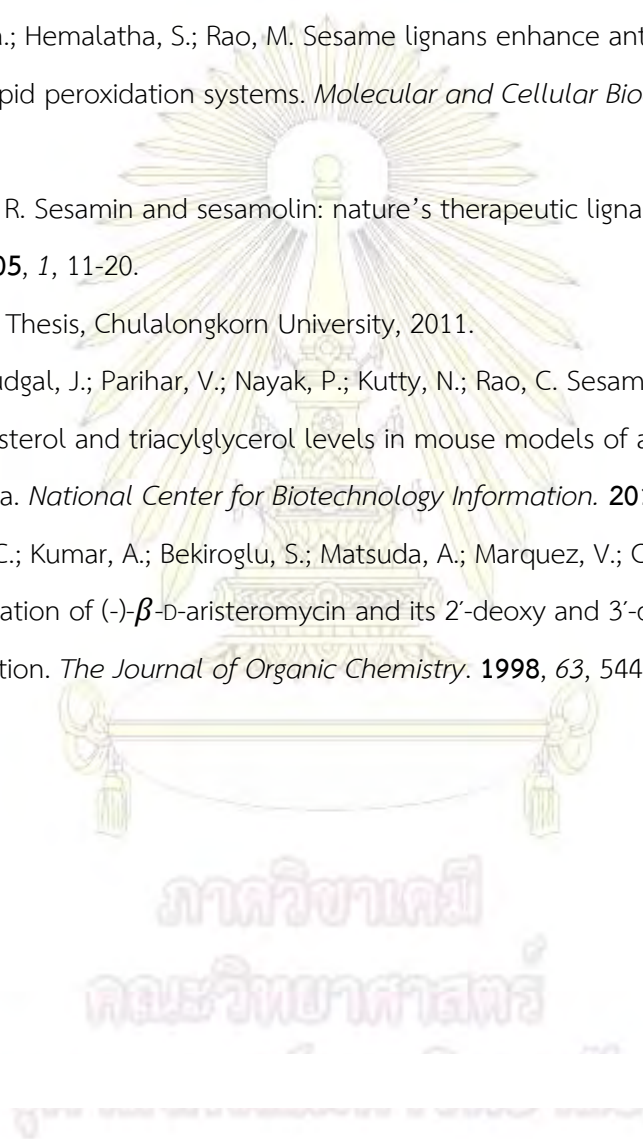 a.; Hemalatha, S.; Rao, M. Sesame lignans enhance ant
pid peroxidation systems. Molecular and Cellular Bio
R. Sesamin and sesamolin: nature’s therapeutic ligna
05, 1, 11-20.
Thesis, Chulalongkorn University, 2011.
udgal, J.; Parihar, V.; Nayak, P.; Kutty, N.; Rao, C. Sesam
sterol and triacylglycerol levels in mouse models of a
a. National Center for Biotechnology Information. 201
C.; Kumar, A.; Bekiroglu, S.; Matsuda, A.; Marquez, V.; C
ation of (-)-β-D-aristeromycin and its 2′-deoxy and 3′-d
tion. The Journal of Organic Chemistry. 1998, 63, 544
ภาควิชาเคมี
คณะวิทยาศาสตร์